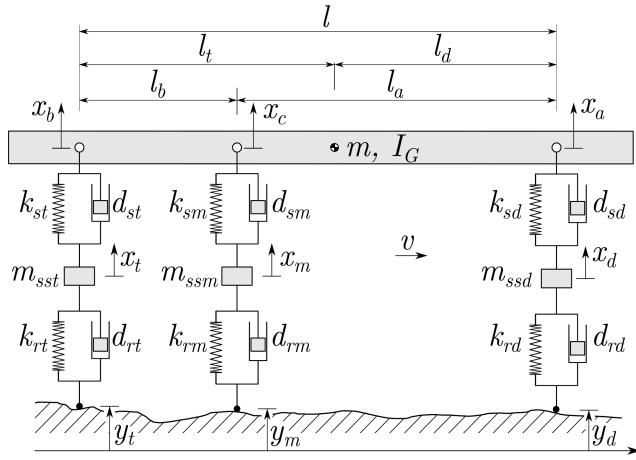 l
l_t l_d
l_b l_a
x_b x_c x_a
m, I_G
k_st d_st k_sm d_sm k_sd d_sd
v
x_t x_m x_d
m_sst m_ssm m_ssd
k_rt d_rt k_rm d_rm k_rd d_rd
y_t y_m y_d